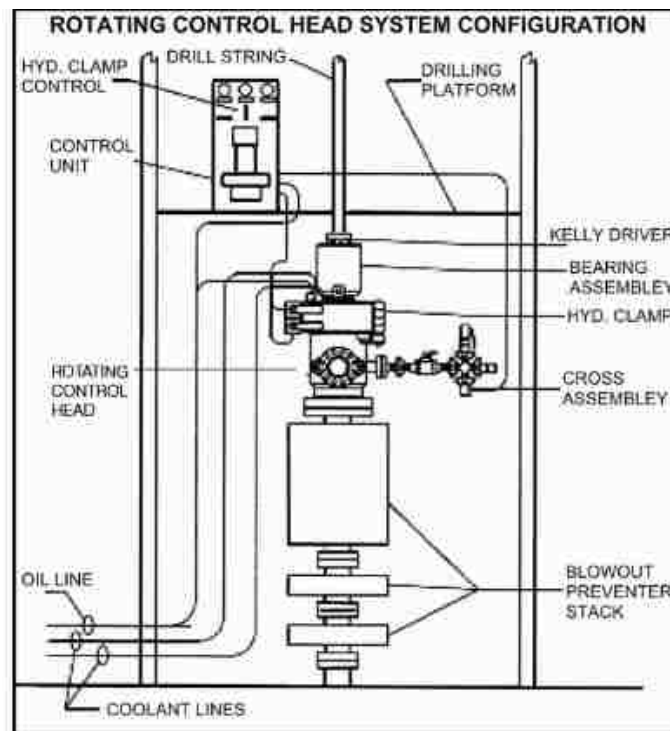 ROTATING CONTROL HEAD SYSTEM CONFIGURATION
HYD. CLAMP
CONTROL
DRILL STRING
DRILLING
PLATFORM
CONTROL
UNIT
KELLY DRIVER
BEARING
ASSEMBLEY
HYD. CLAMP
ROTATING
CONTROL
HEAD
CROSS
ASSEMBLEY
OIL LINE
BLOWOUT
PREVENTER
STACK
COOLANT LINES